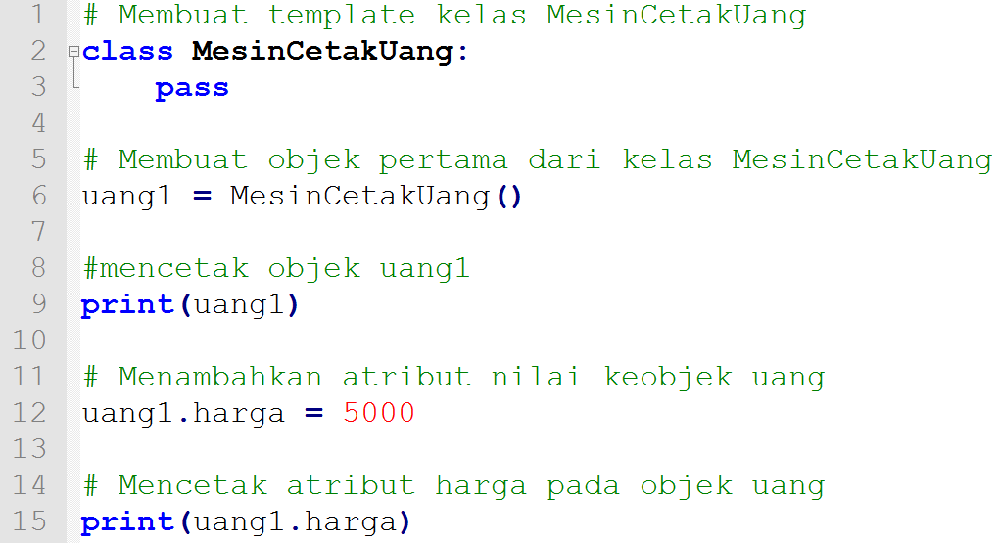 1 # Membuat template kelas MesinCetakUang
2 class MesinCetakUang:
3     pass
4
5 # Membuat objek pertama dari kelas MesinCetakUang
6 uang1 = MesinCetakUang()
7
8 #mencetak objek uang1
9 print(uang1)
10
11 # Menambahkan atribut nilai keobjek uang
12 uang1.harga = 5000
13
14 # Mencetak atribut harga pada objek uang
15 print(uang1.harga)